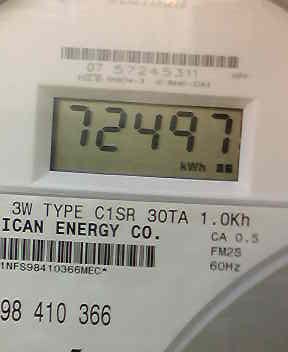 07 57245311
72497
kWh
3W TYPE C1SR 30TA 1.0Kh
ICAN ENERGY CO.
CA 0.5
FM2S
60Hz
1NFS98410366MEC*
98 410 366